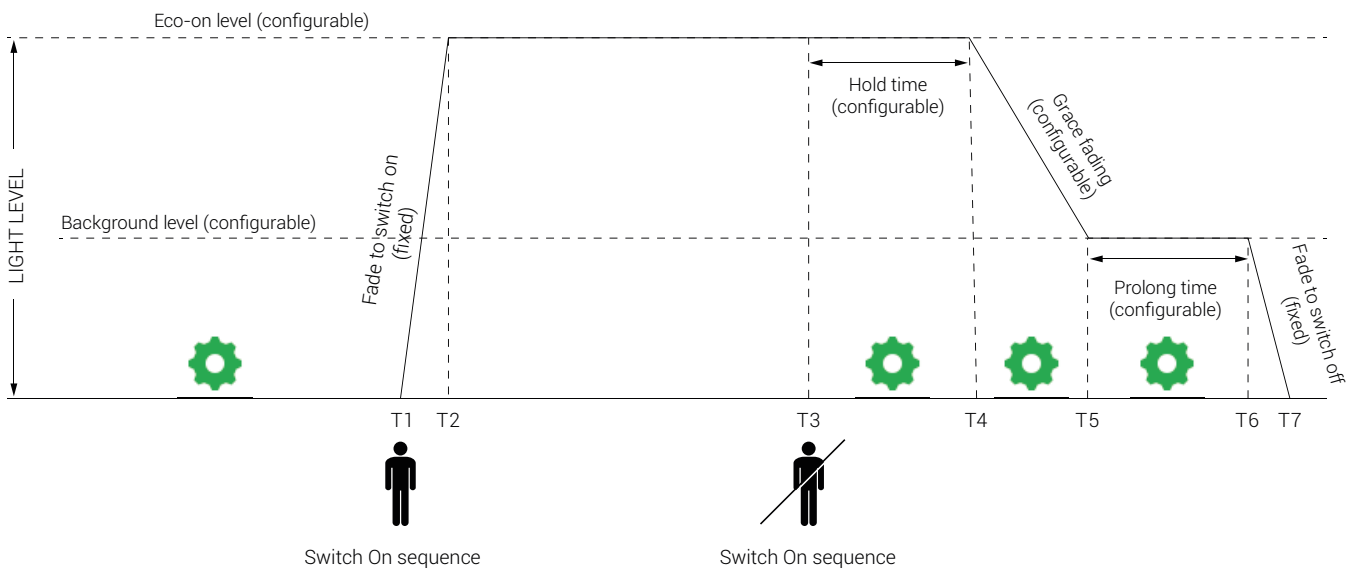 Eco-on level (configurable)
Hold time
(configurable)
Grace fading
(configurable)
LIGHT LEVEL
Fade to switch on
(fixed)
Background level (configurable)
Prolong time
(configurable)
Fade to switch off
(fixed)
T1 T2 T3 T4 T5 T6 T7
Switch On sequence Switch On sequence